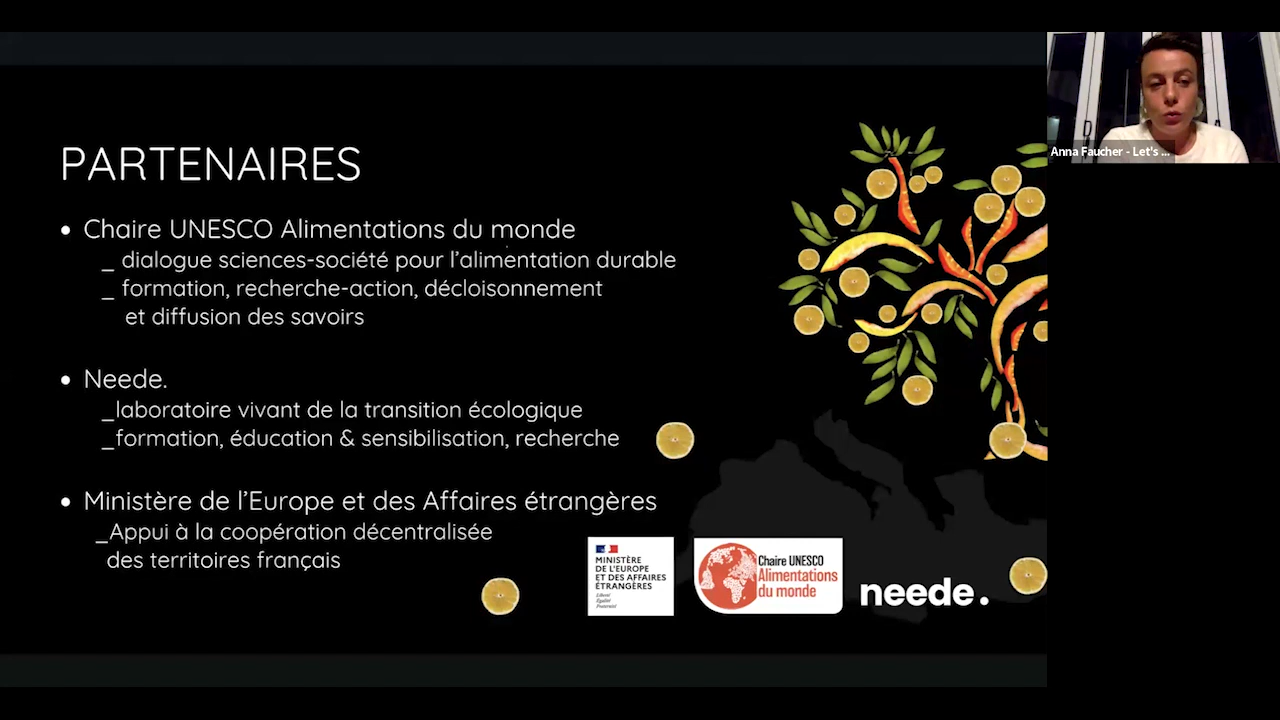 PARTENAIRES
• Chaire UNESCO Alimentations du monde
_ dialogue sciences-société pour l'alimentation durable
_ formation, recherche-action, décloisonnement
et diffusion des savoirs
• Neede.
_laboratoire vivant de la transition écologique
_formation, éducation & sensibilisation, recherche
• Ministère de l'Europe et des Affaires étrangères
_Appui à la coopération décentralisée
des territoires français
MINISTÈRE
DE L'EUROPE
ET DES AFFAIRES
ÉTRANGÈRES
Liberté
Égalité
Fraternité
Chaire UNESCO
Alimentations
du monde
neede.
Anna Faucher - Let's ...